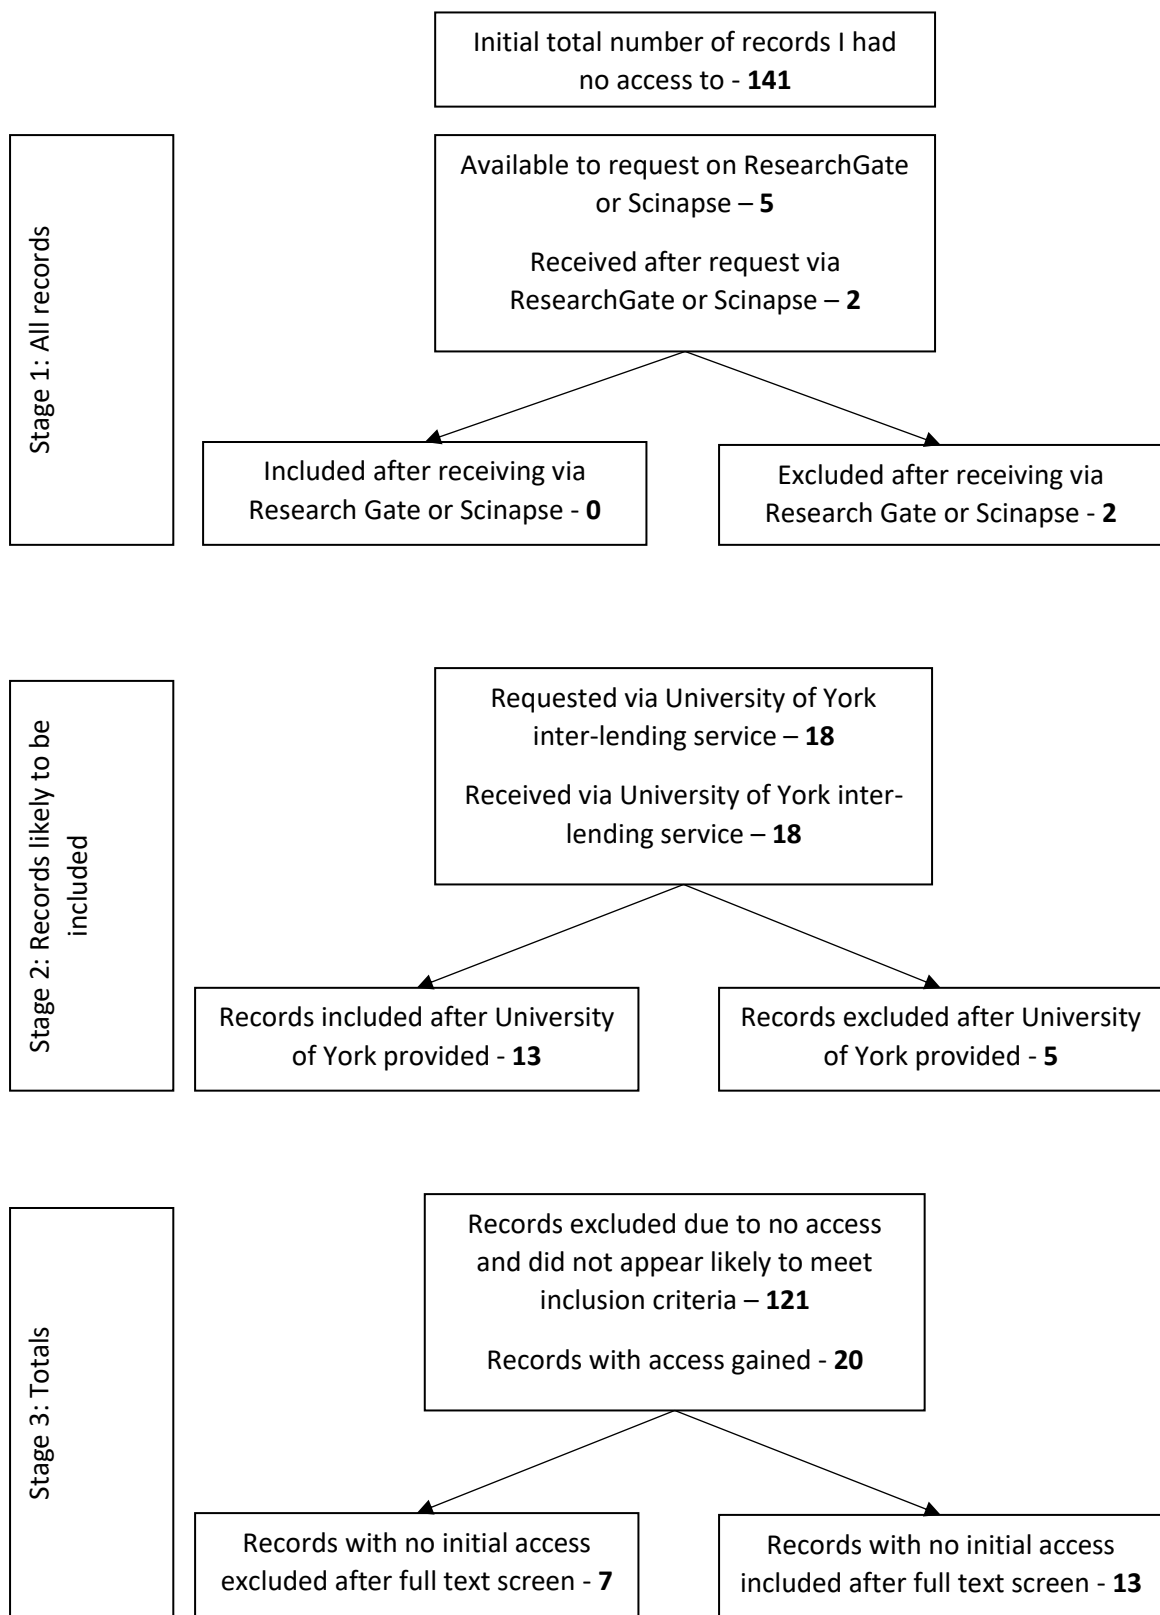 Initial total number of records I had
no access to - 141
Stage 1: All records
Available to request on ResearchGate
or Scinapse – 5
Received after request via
ResearchGate or Scinapse – 2
Included after receiving via
Research Gate or Scinapse - 0
Excluded after receiving via
Research Gate or Scinapse - 2
Stage 2: Records likely to be
included
Requested via University of York
inter-lending service – 18
Received via University of York inter-
lending service – 18
Records included after University
of York provided - 13
Records excluded after University
of York provided - 5
Stage 3: Totals
Records excluded due to no access
and did not appear likely to meet
inclusion criteria – 121
Records with access gained - 20
Records with no initial access
excluded after full text screen - 7
Records with no initial access
included after full text screen - 13